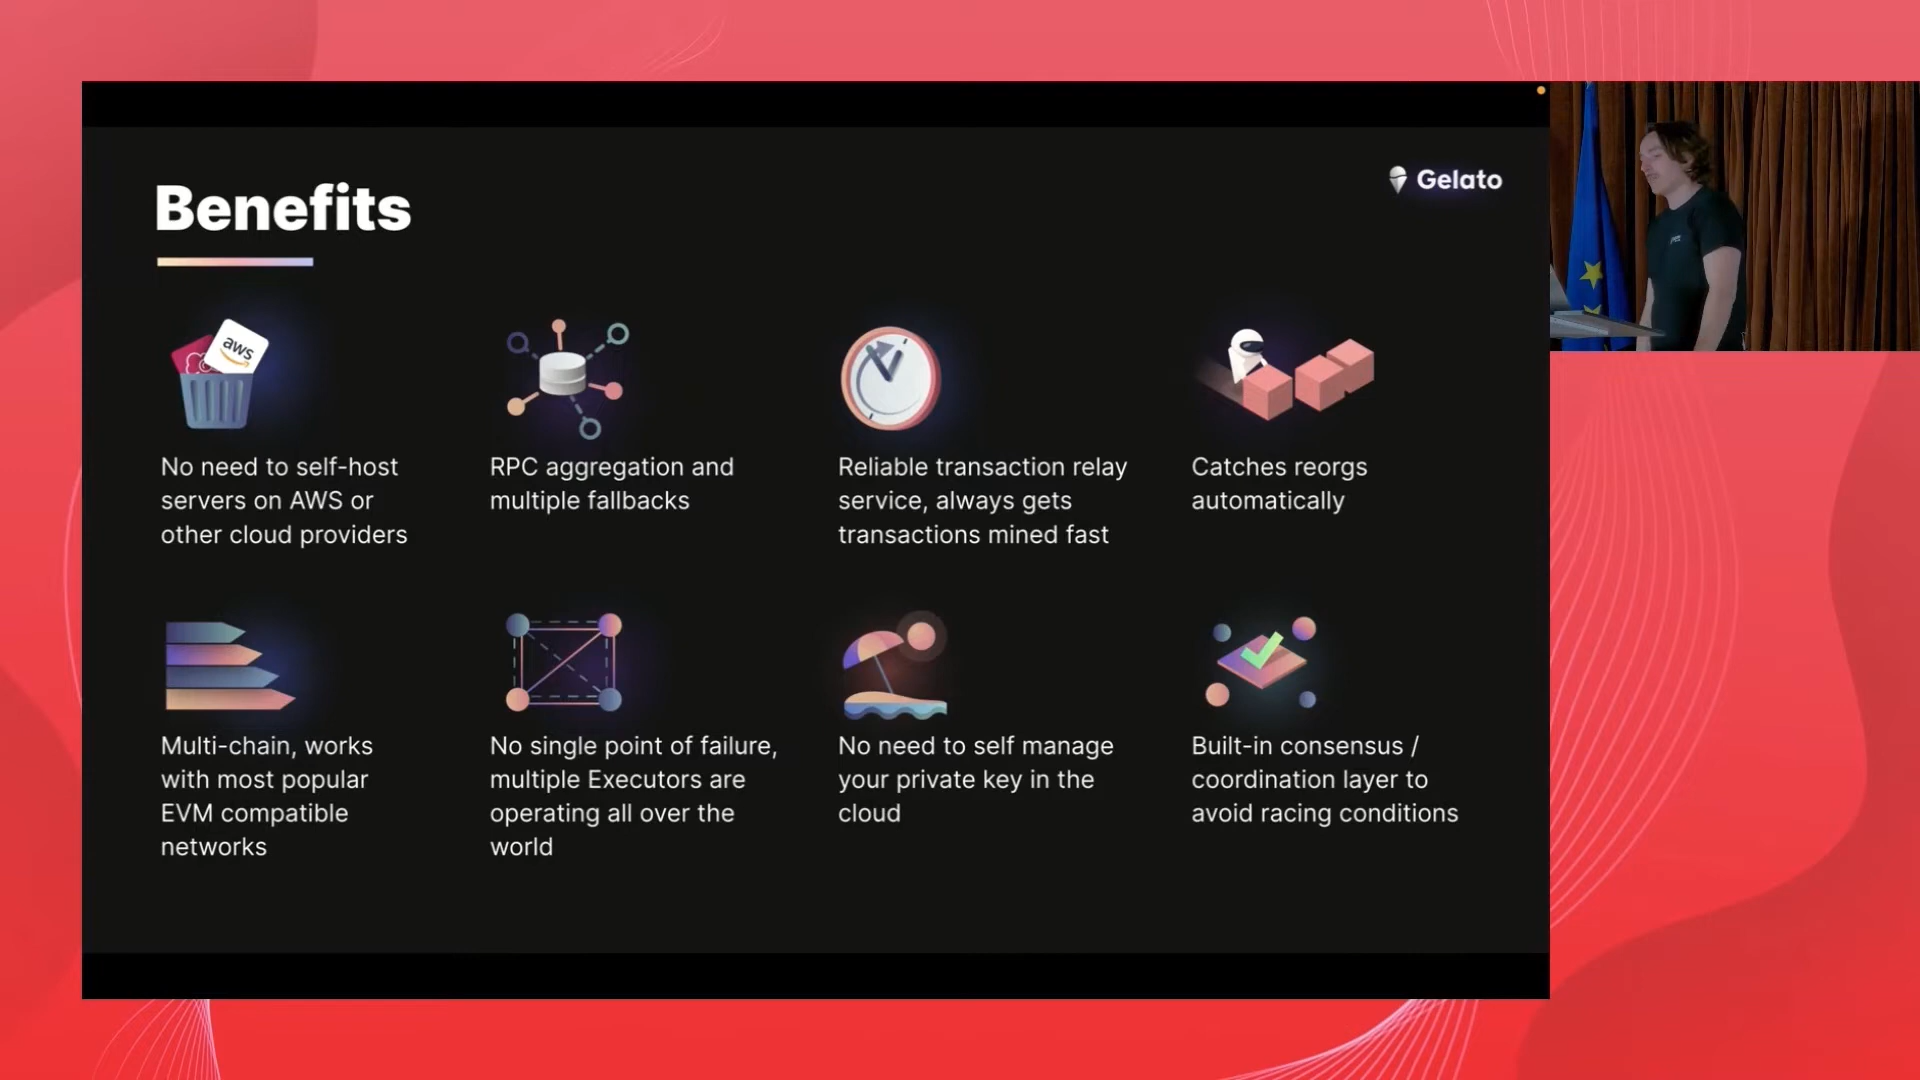 Benefits
Gelato
aws
No need to self-host
servers on AWS or
other cloud providers
RPC aggregation and
multiple fallbacks
Reliable transaction relay
service, always gets
transactions mined fast
Catches reorgs
automatically
Multi-chain, works
with most popular
EVM compatible
networks
No single point of failure,
multiple Executors are
operating all over the
world
No need to self manage
your private key in the
cloud
Built-in consensus /
coordination layer to
avoid racing conditions